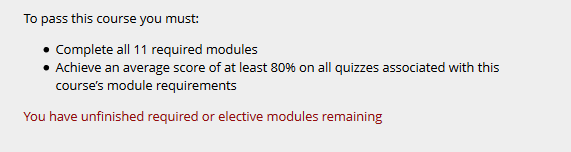 To pass this course you must:
• Complete all 11 required modules
• Achieve an average score of at least 80% on all quizzes associated with this
course's module requirements
You have unfinished required or elective modules remaining